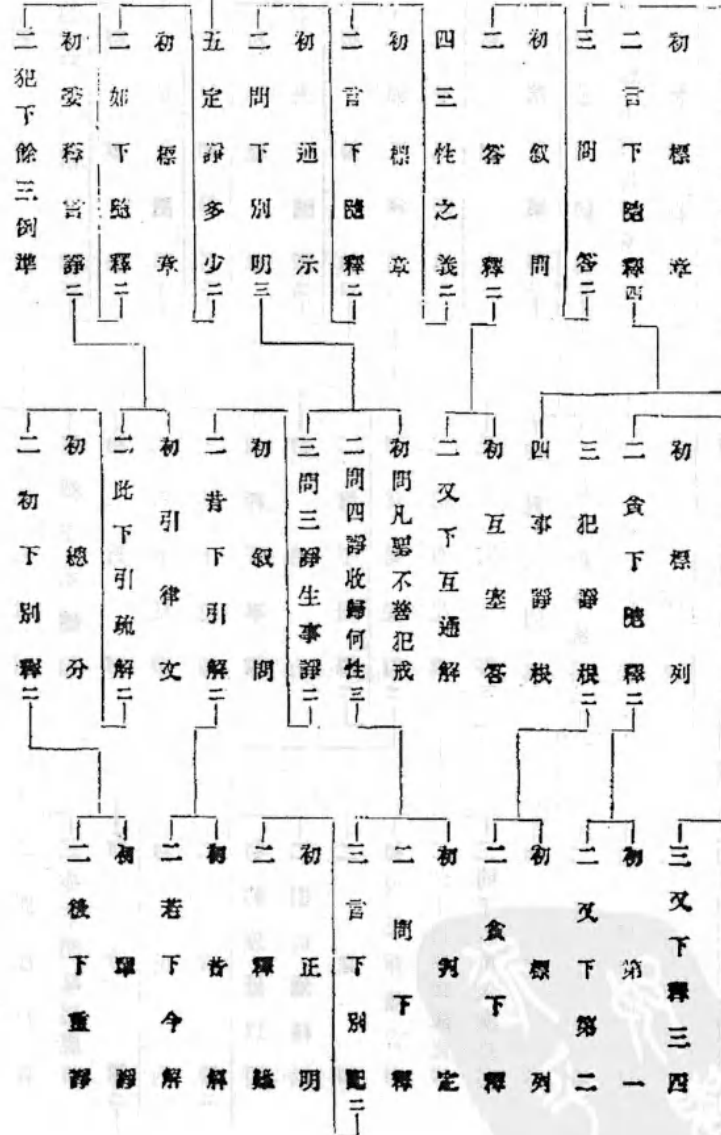 初標章
二言下隨釋四
三問答二
初叙問
二答釋二
四三性之義二
初標章
二言下隨釋二
初通示
二問下別明三
五定諍多少二
初標章
二如下隨釋二
初委釋言諍二
二犯下餘三例準
初標列
二貪下隨釋二
三犯諍根二
四事諍根
初互塞答
二又下互通解
初問凡諍不善犯戒
二問四諍收歸何性三
三問三諍生事諍二
初叙問
二昔下引解二
初引律文
二此下引疏解二
初總分
二初下別釋二
三又下釋三四
初第一
二又下第二
初標列
二貪下釋
初判定
二問下釋
三言下別配二
初正明
二釋難
初昔解
二若下今解
初單諍
二後下重諍